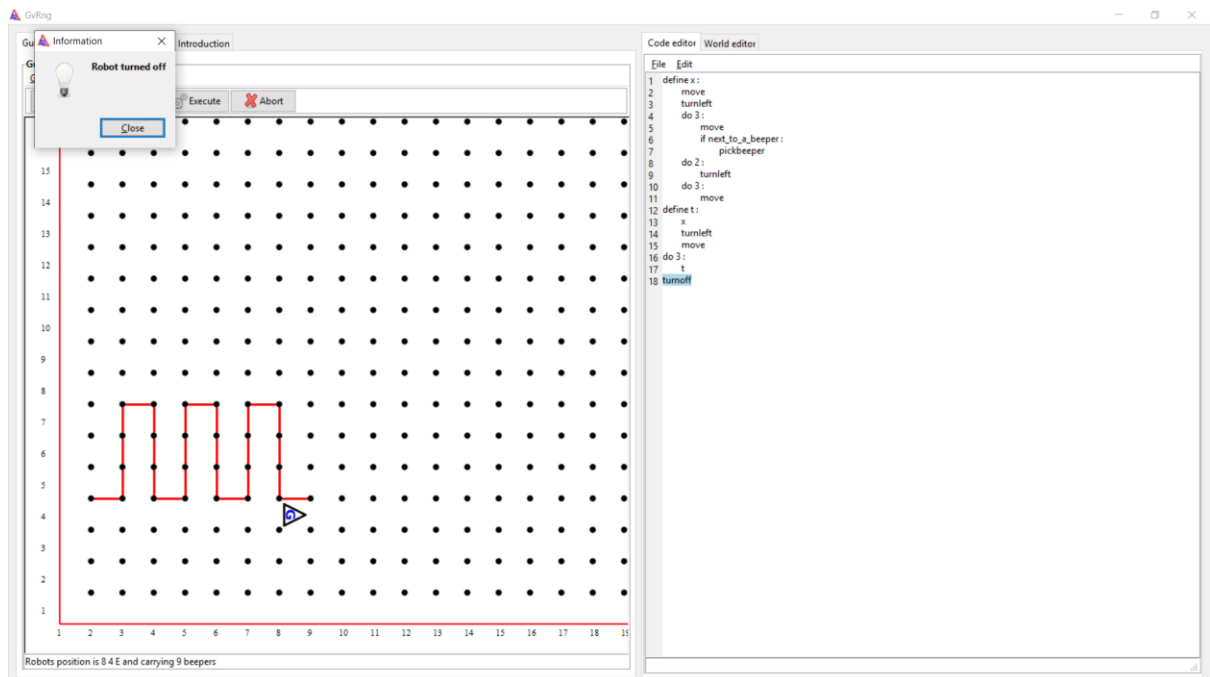 GvRng
Gu
Introduction
Information
Robot turned off
Close
Execute
Abort
15
14
13
12
11
10
9
8
7
6
5
4
3
2
1
G
1 2 3 4 5 6 7 8 9 10 11 12 13 14 15 16 17 18 19
Robots position is 8 4 E and carrying 9 beepers
Code editor World editor
File Edit
1 define x :
2 move
3 turnleft
4 do 3 :
5 move
6 if next_to_a_beeper :
7 pickbeeper
8 do 2 :
9 turnleft
10 do 3 :
11 move
12 define t :
13 x
14 turnleft
15 move
16 do 3 :
17 t
18 turnoff